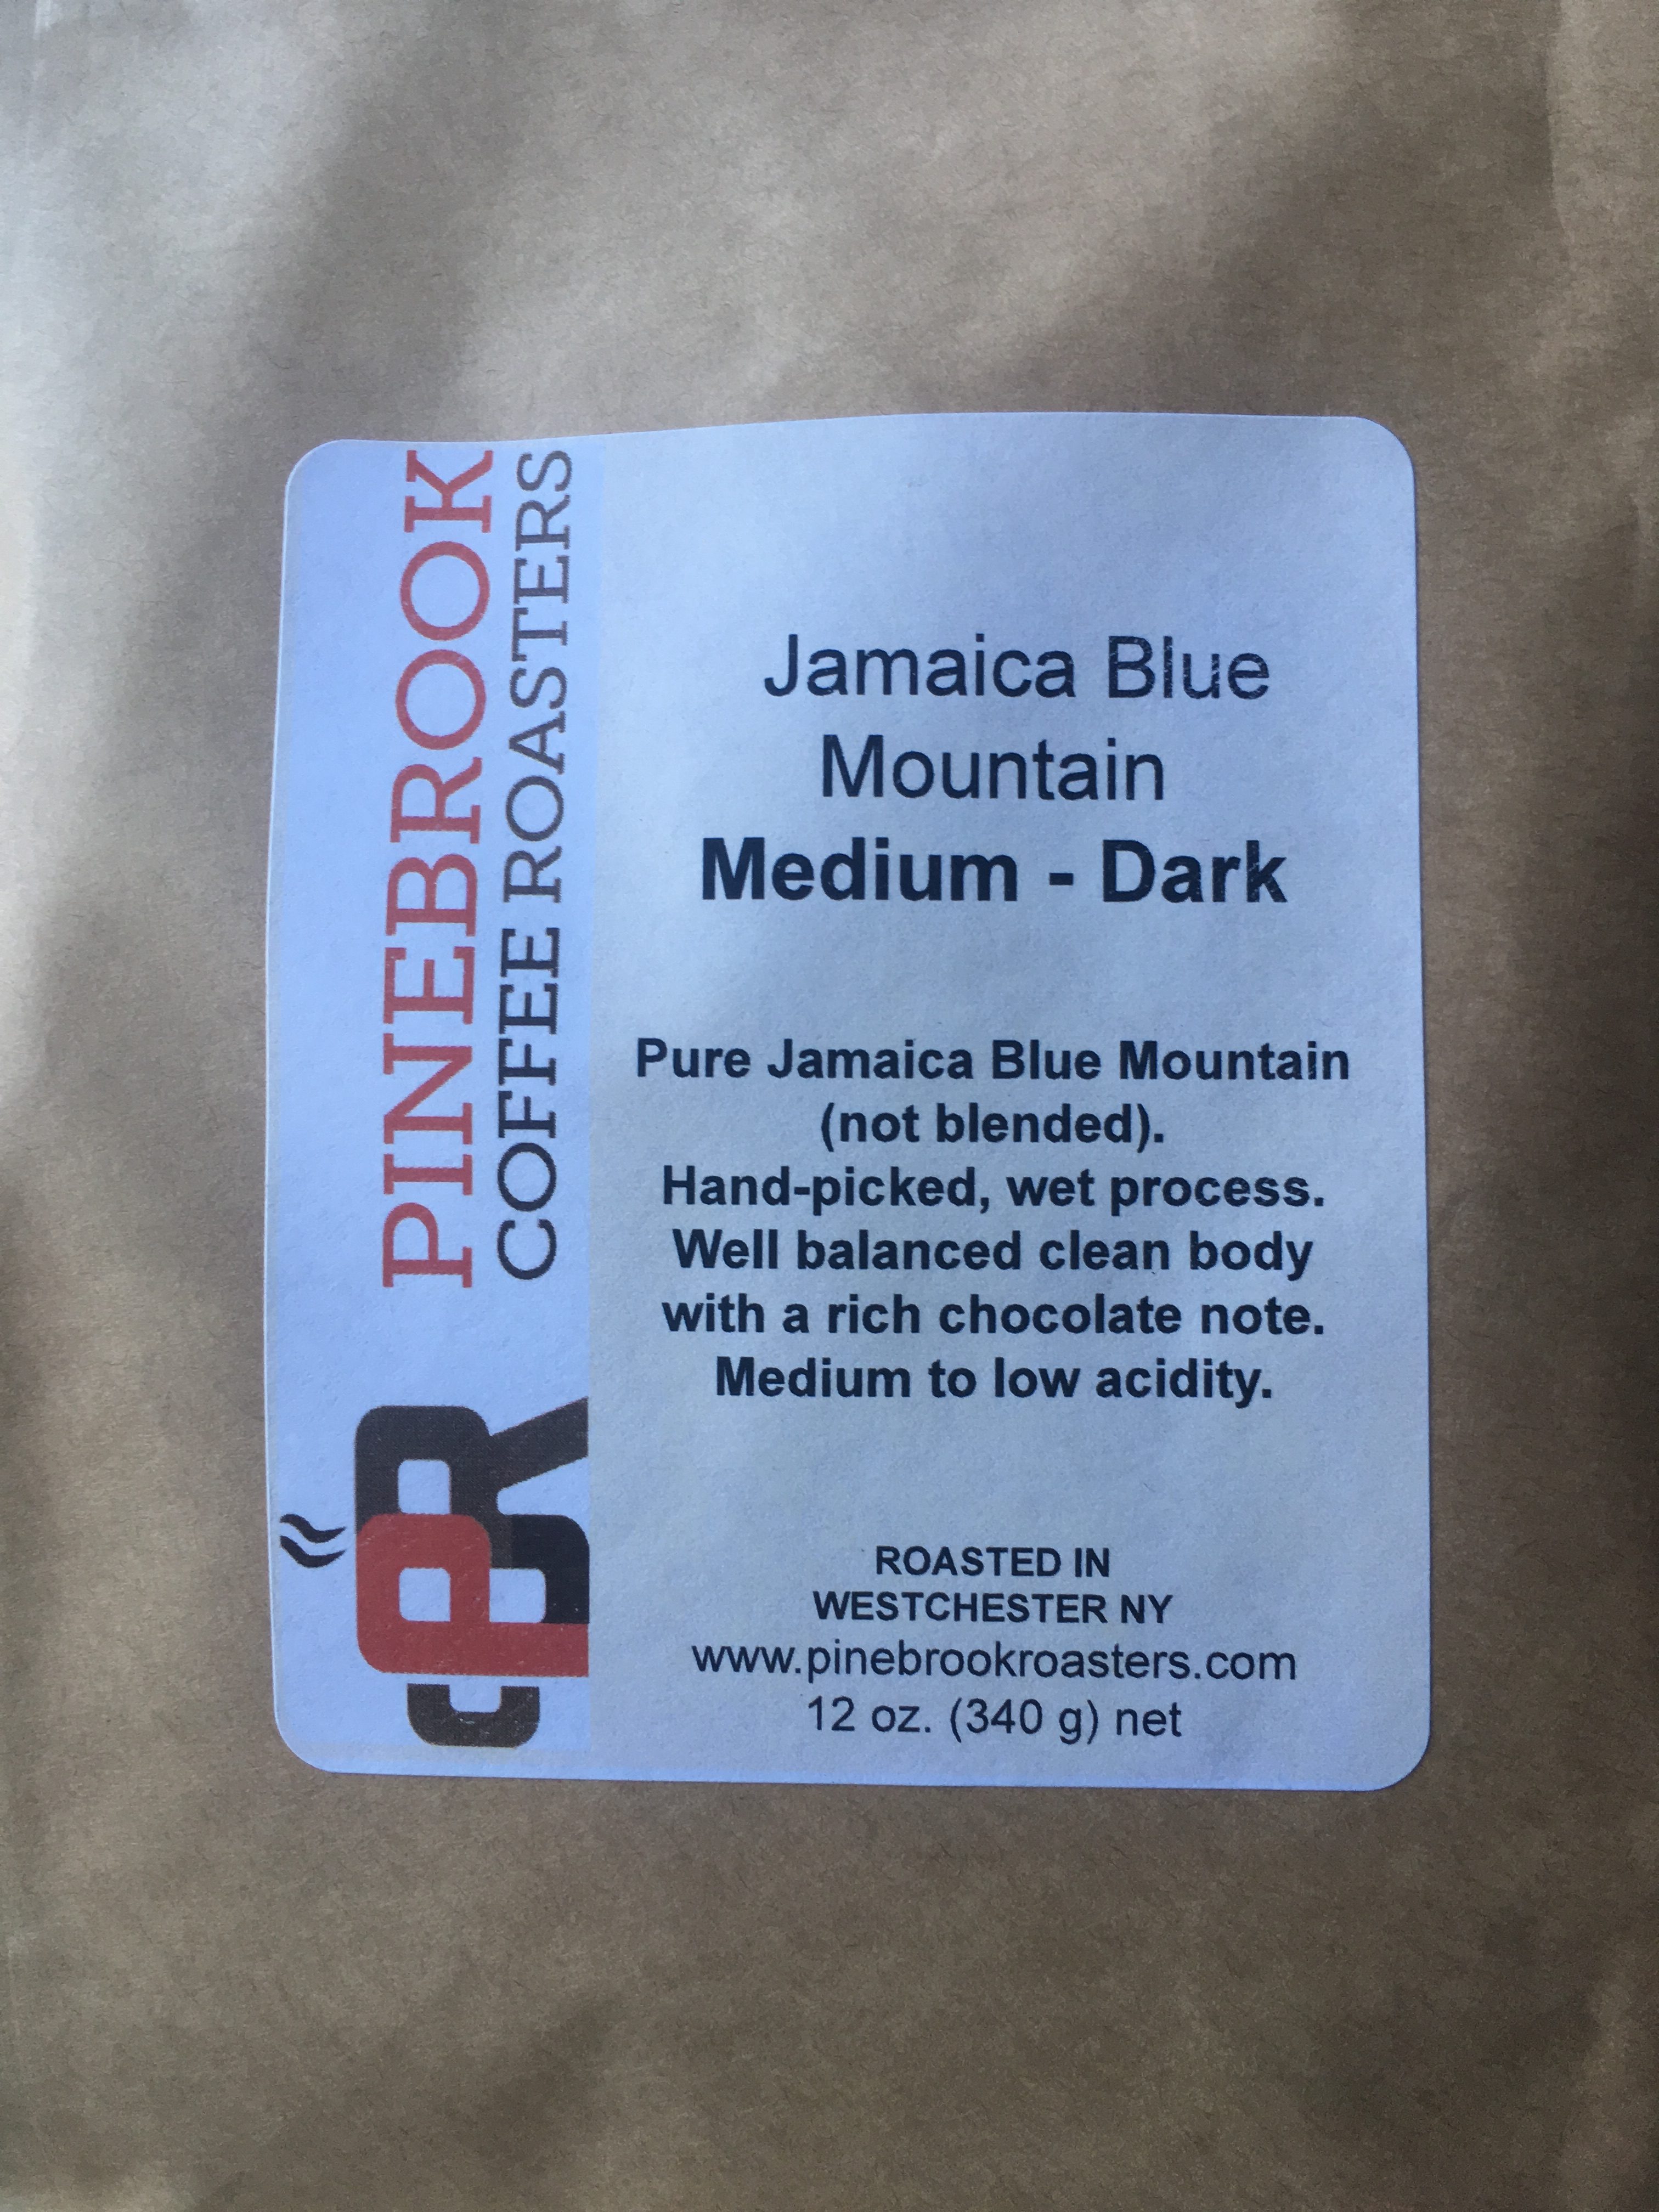 PINEBROOK
COFFEE ROASTERS
PR
Jamaica Blue
Mountain
Medium - Dark
Pure Jamaica Blue Mountain
(not blended).
Hand-picked, wet process.
Well balanced clean body
with a rich chocolate note.
Medium to low acidity.
ROASTED IN
WESTCHESTER NY
www.pinebrookroasters.com
12 oz. (340 g) net